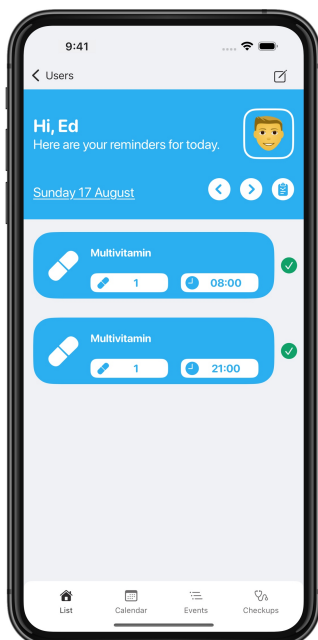 9:41
Users
Hi, Ed
Here are your reminders for today.
Sunday 17 August
Multivitamin
1 08:00
Multivitamin
1 21:00
List Calendar Events Checkups